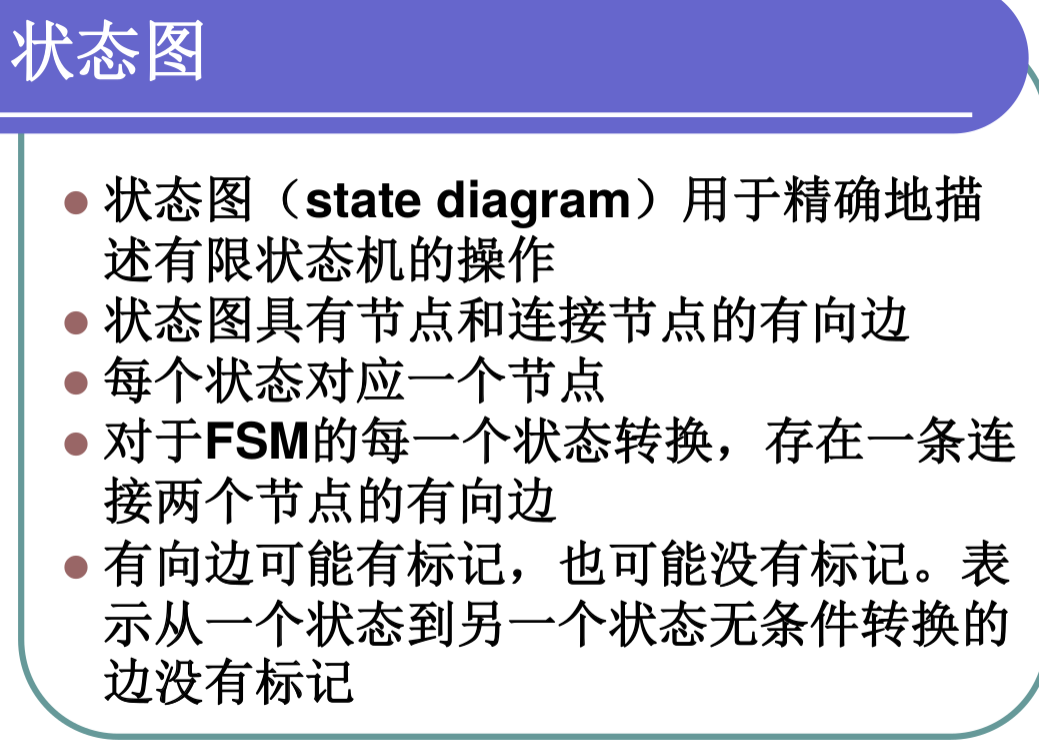 状态图
状态图（state diagram）用于精确地描
述有限状态机的操作
状态图具有节点和连接节点的有向边
每个状态对应一个节点
对于FSM的每一个状态转换，存在一条连
接两个节点的有向边
有向边可能有标记，也可能没有标记。表
示从一个状态到另一个状态无条件转换的
边没有标记